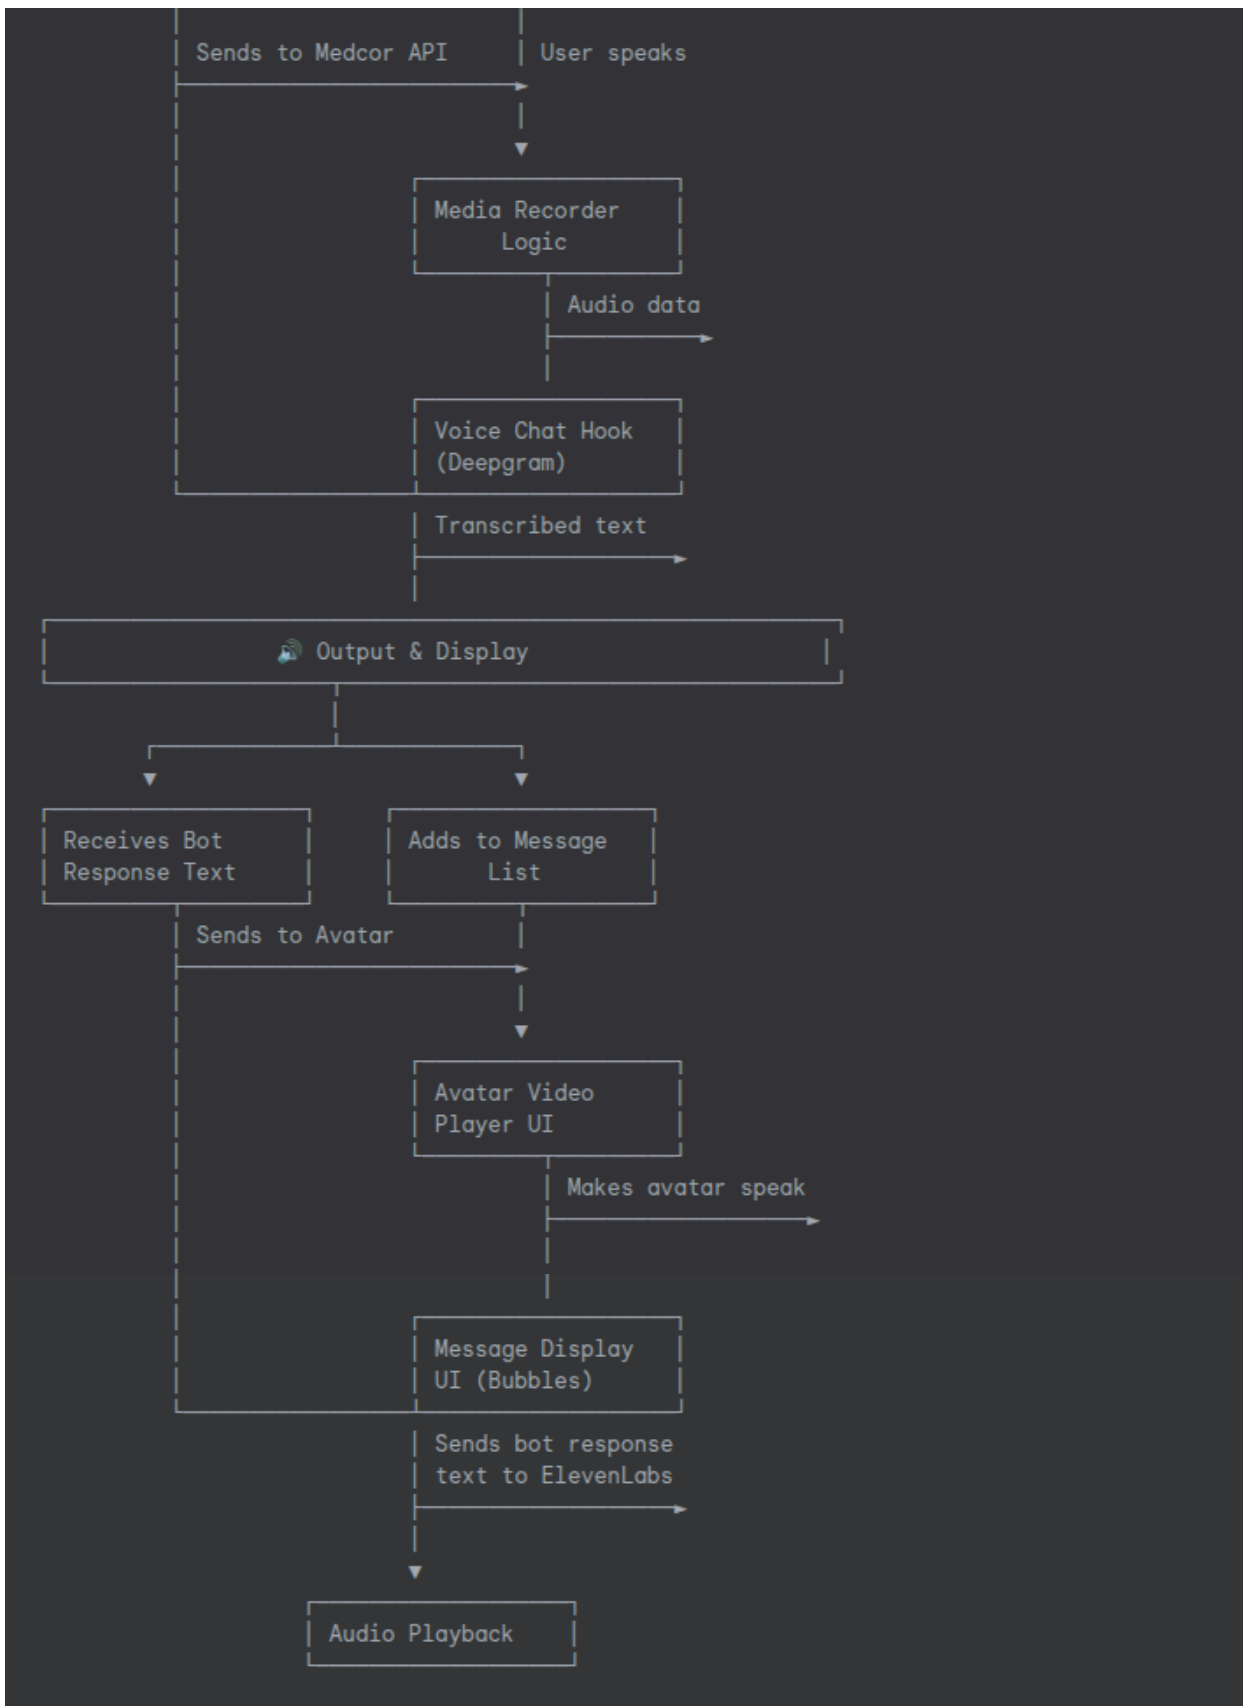 Sends to Medcor API User speaks
Media Recorder
Logic
Audio data
Voice Chat Hook
(Deepgram)
Transcribed text
🔊 Output & Display
Receives Bot Adds to Message
Response Text List
Sends to Avatar
Avatar Video
Player UI
Makes avatar speak
Message Display
UI (Bubbles)
Sends bot response
text to ElevenLabs
Audio Playback